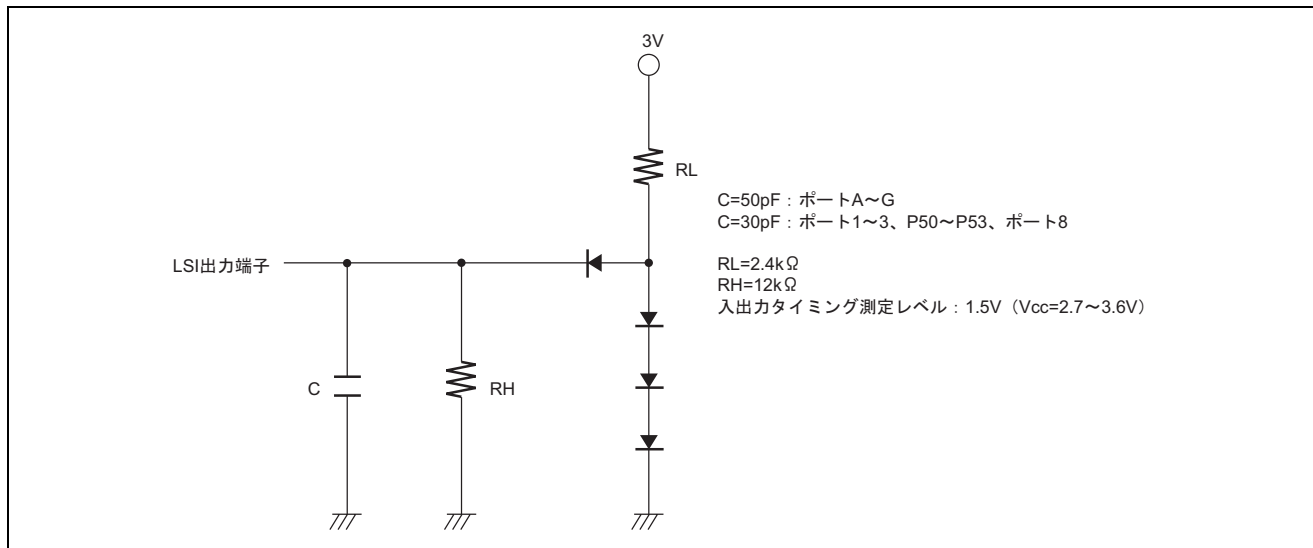 3V
RL
C=50pF：ポートA～G
C=30pF：ポート1～3、P50～P53、ポート8
LSI出力端子
RL=2.4kΩ
RH=12kΩ
入出力タイミング測定レベル：1.5V（Vcc=2.7～3.6V）
C
RH